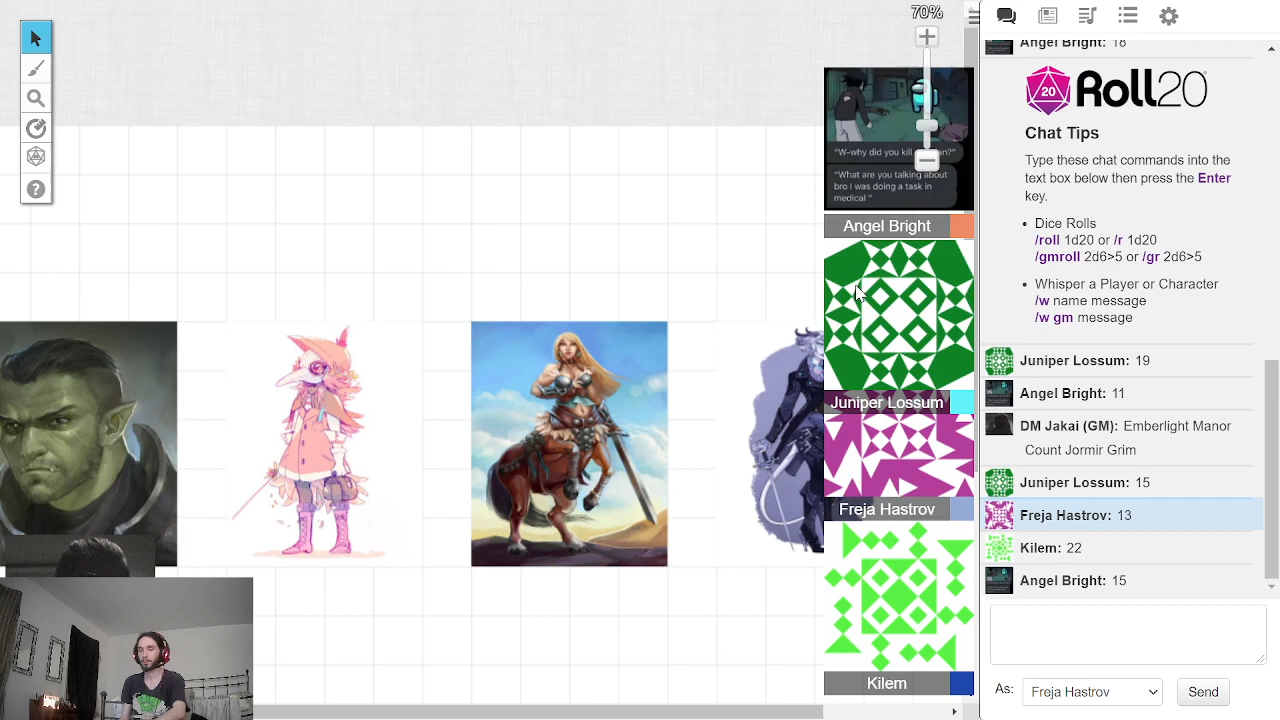 70%
Angel Bright: 18
20
Roll20
Chat Tips
Type these chat commands into the
text box below then press the Enter
key.
Dice Rolls
/roll 1d20 or /r 1d20
/gmroll 2d6>5 or /gr 2d6>5
Whisper a Player or Character
/w name message
/w gm message
"W-why did you kill
"What are you talking about
bro I was doing a task in
medical "
Angel Bright
Juniper Lossum
Freja Hastrov
Kilem
Juniper Lossum: 19
Angel Bright: 11
DM Jakai (GM): Emberlight Manor
Count Jormir Grim
Juniper Lossum: 15
Freja Hastrov: 13
Kilem: 22
Angel Bright: 15
As:
Freja Hastrov
Send
?